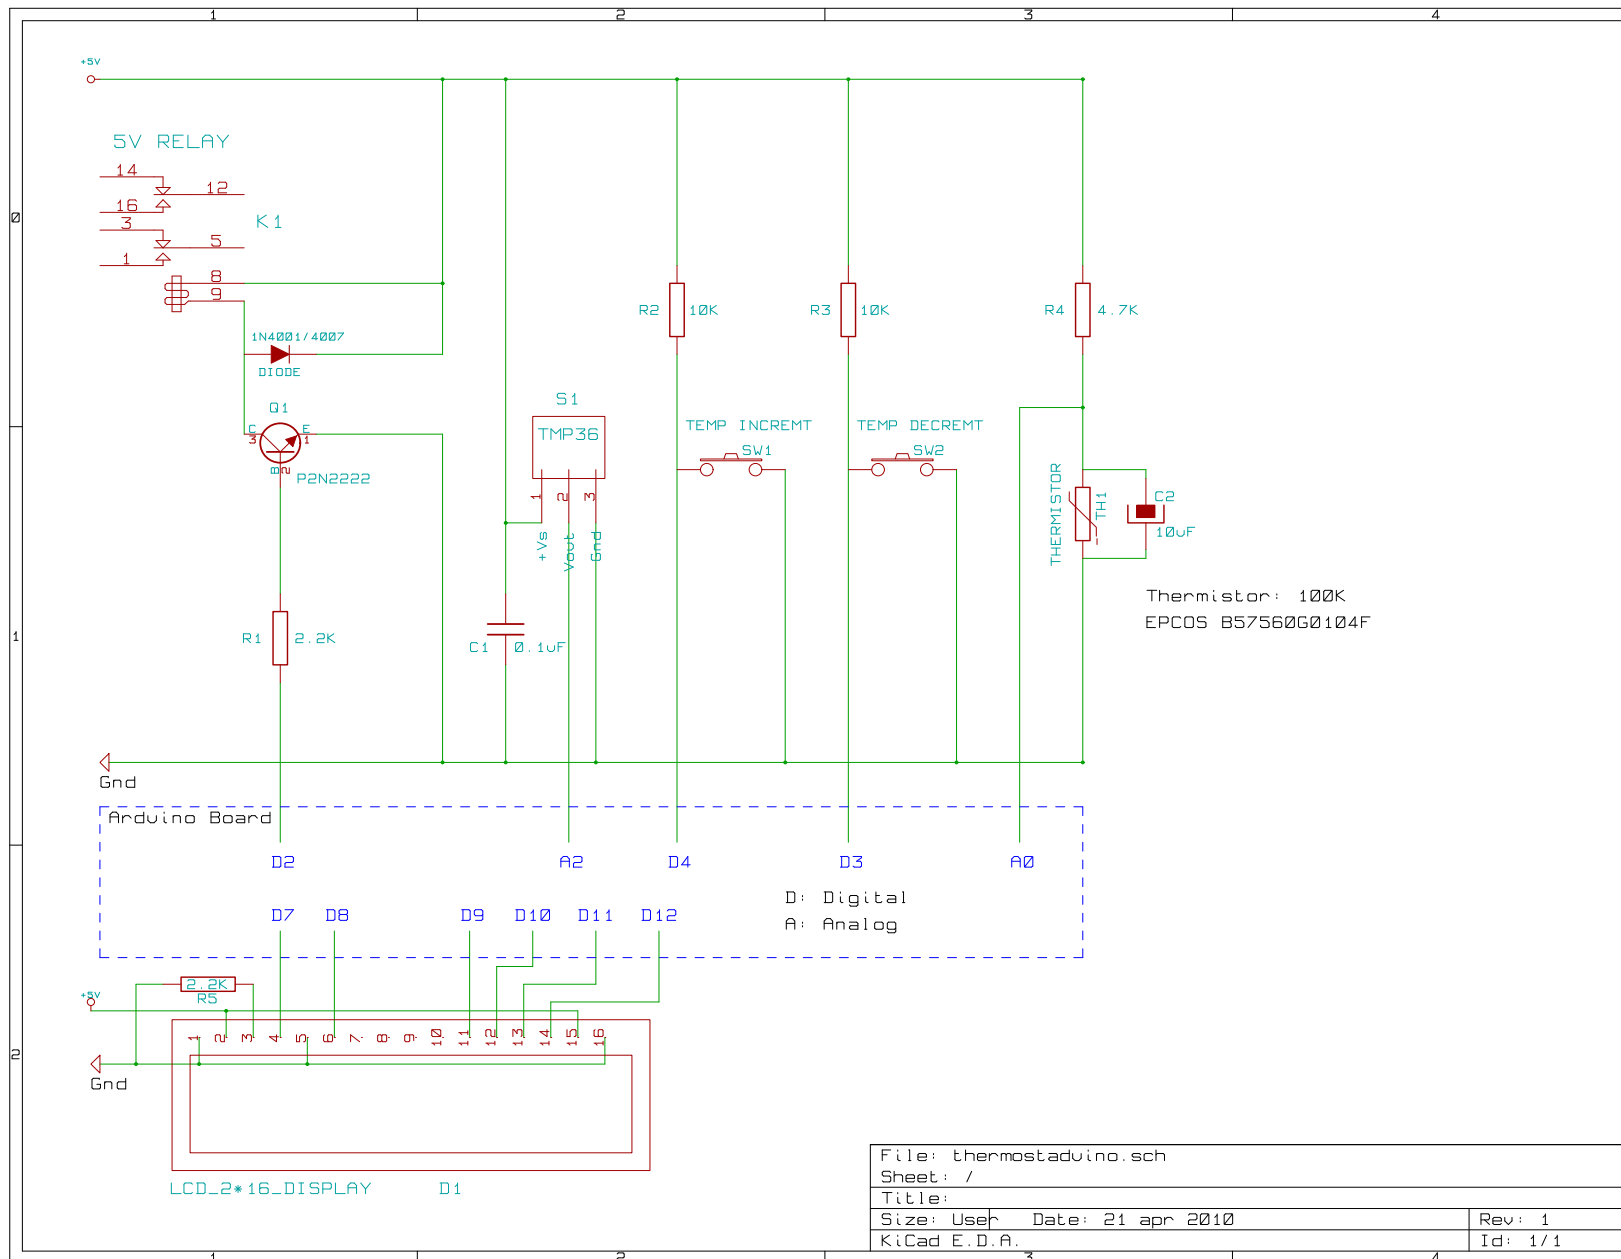 1 2 3 4
+5V
5V RELAY
14
12
16
3
K1
5
1
8
9
1N4001/4007
DIODE
R2 10K
R3 10K
R4 4.7K
Q1
C E
3 1
B 2
P2N2222
S1
TMP36
1 2 3
+Vs Vout Gnd
TEMP INCREMT
SW1
TEMP DECREMT
SW2
THERMISTOR
TH1
C2
10uF
Thermistor: 100K
EPCOS B57560G0104F
R1 2.2K
C1 0.1uF
0
1
2
Gnd
Arduino Board
D2 A2 D4 D3 A0
D: Digital
A: Analog
D7 D8 D9 D10 D11 D12
2.2K
R5
+5V
1 2 3 4 5 6 7 8 9 10 11 12 13 14 15 16
Gnd
LCD_2*16_DISPLAY D1
File: thermostaduino.sch
Sheet: /
Title:
Size: User Date: 21 apr 2010 Rev: 1
KiCad E.D.A. Id: 1/1
1 2 3 4